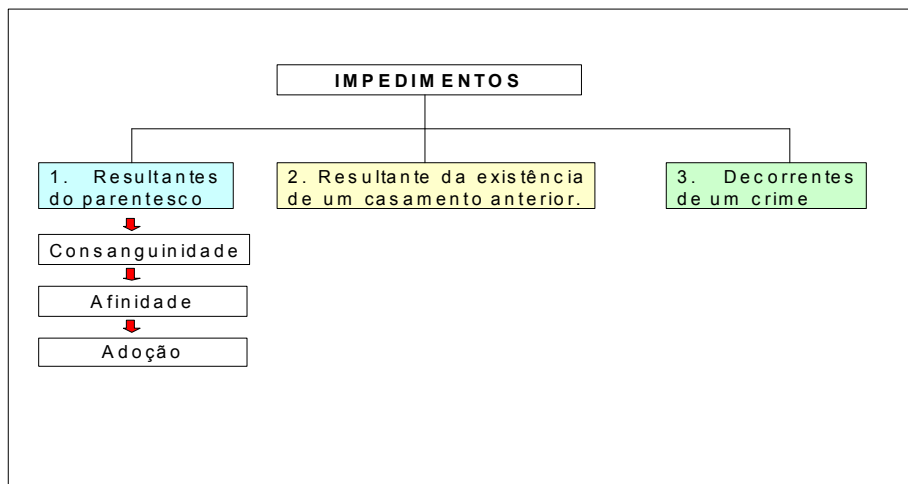 IMPEDIMENTOS
1. Resultantes
do parentesco
2. Resultante da existência
de um casamento anterior.
3. Decorrentes
de um crime
Consanguinidade
Afinidade
Adoção